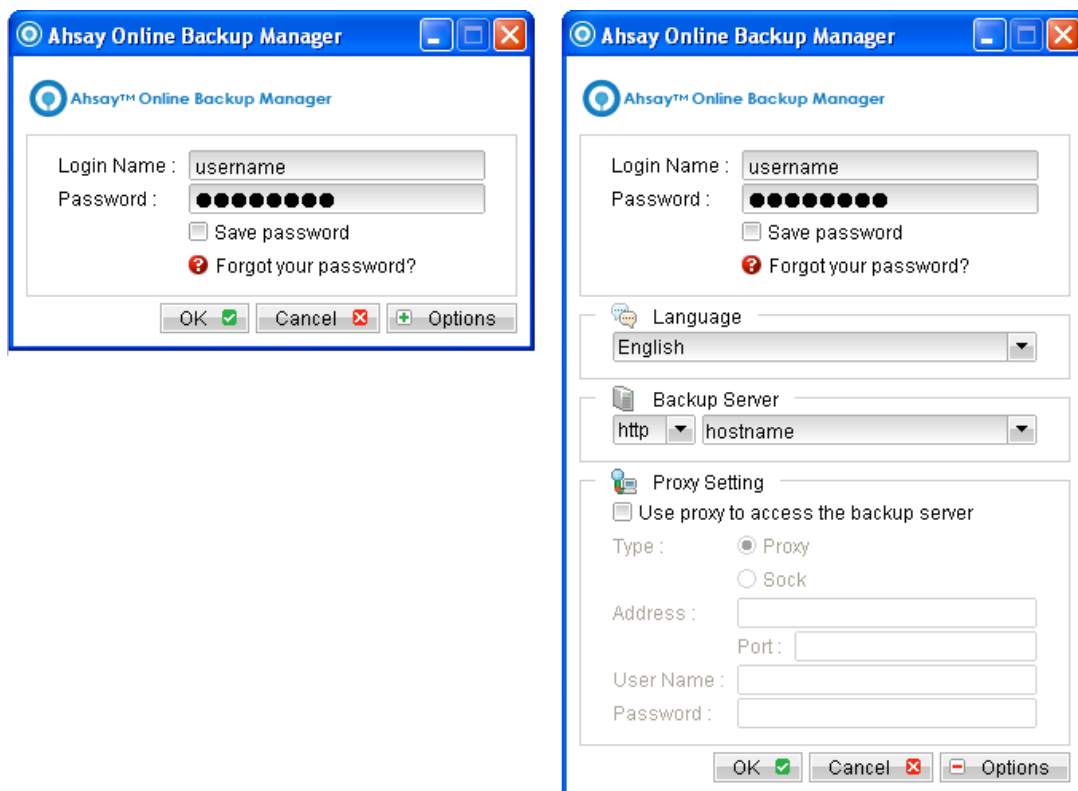 Ahsay Online Backup Manager
Ahsay™ Online Backup Manager
Login Name : username
Password : ●●●●●●●●
Save password
? Forgot your password?
OK Cancel Options
Ahsay Online Backup Manager
Ahsay™ Online Backup Manager
Login Name : username
Password : ●●●●●●●●
Save password
? Forgot your password?
Language
English
Backup Server
http hostname
Proxy Setting
Use proxy to access the backup server
Type : Proxy
Sock
Address :
Port :
User Name :
Password :
OK Cancel Options